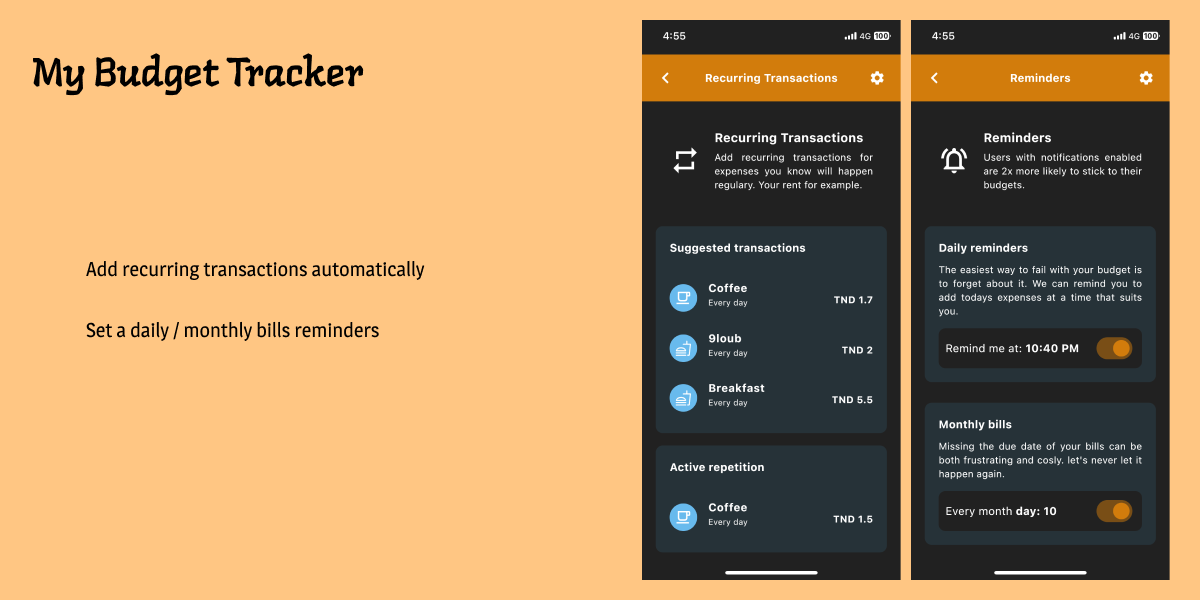 My Budget Tracker
Add recurring transactions automatically
Set a daily / monthly bills reminders
4:55
4G 100
Recurring Transactions
Recurring Transactions
Add recurring transactions for
expenses you know will happen
regulary. Your rent for example.
Suggested transactions
Coffee
Every day
TND 1.7
9loub
Every day
TND 2
Breakfast
Every day
TND 5.5
Active repetition
Coffee
Every day
TND 1.5
4:55
4G 100
Reminders
Reminders
Users with notifications enabled
are 2x more likely to stick to their
budgets.
Daily reminders
The easiest way to fail with your budget is
to forget about it. We can remind you to
add todays expenses at a time that suits
you.
Remind me at: 10:40 PM
Monthly bills
Missing the due date of your bills can be
both frustrating and cosly. let's never let it
happen again.
Every month day: 10